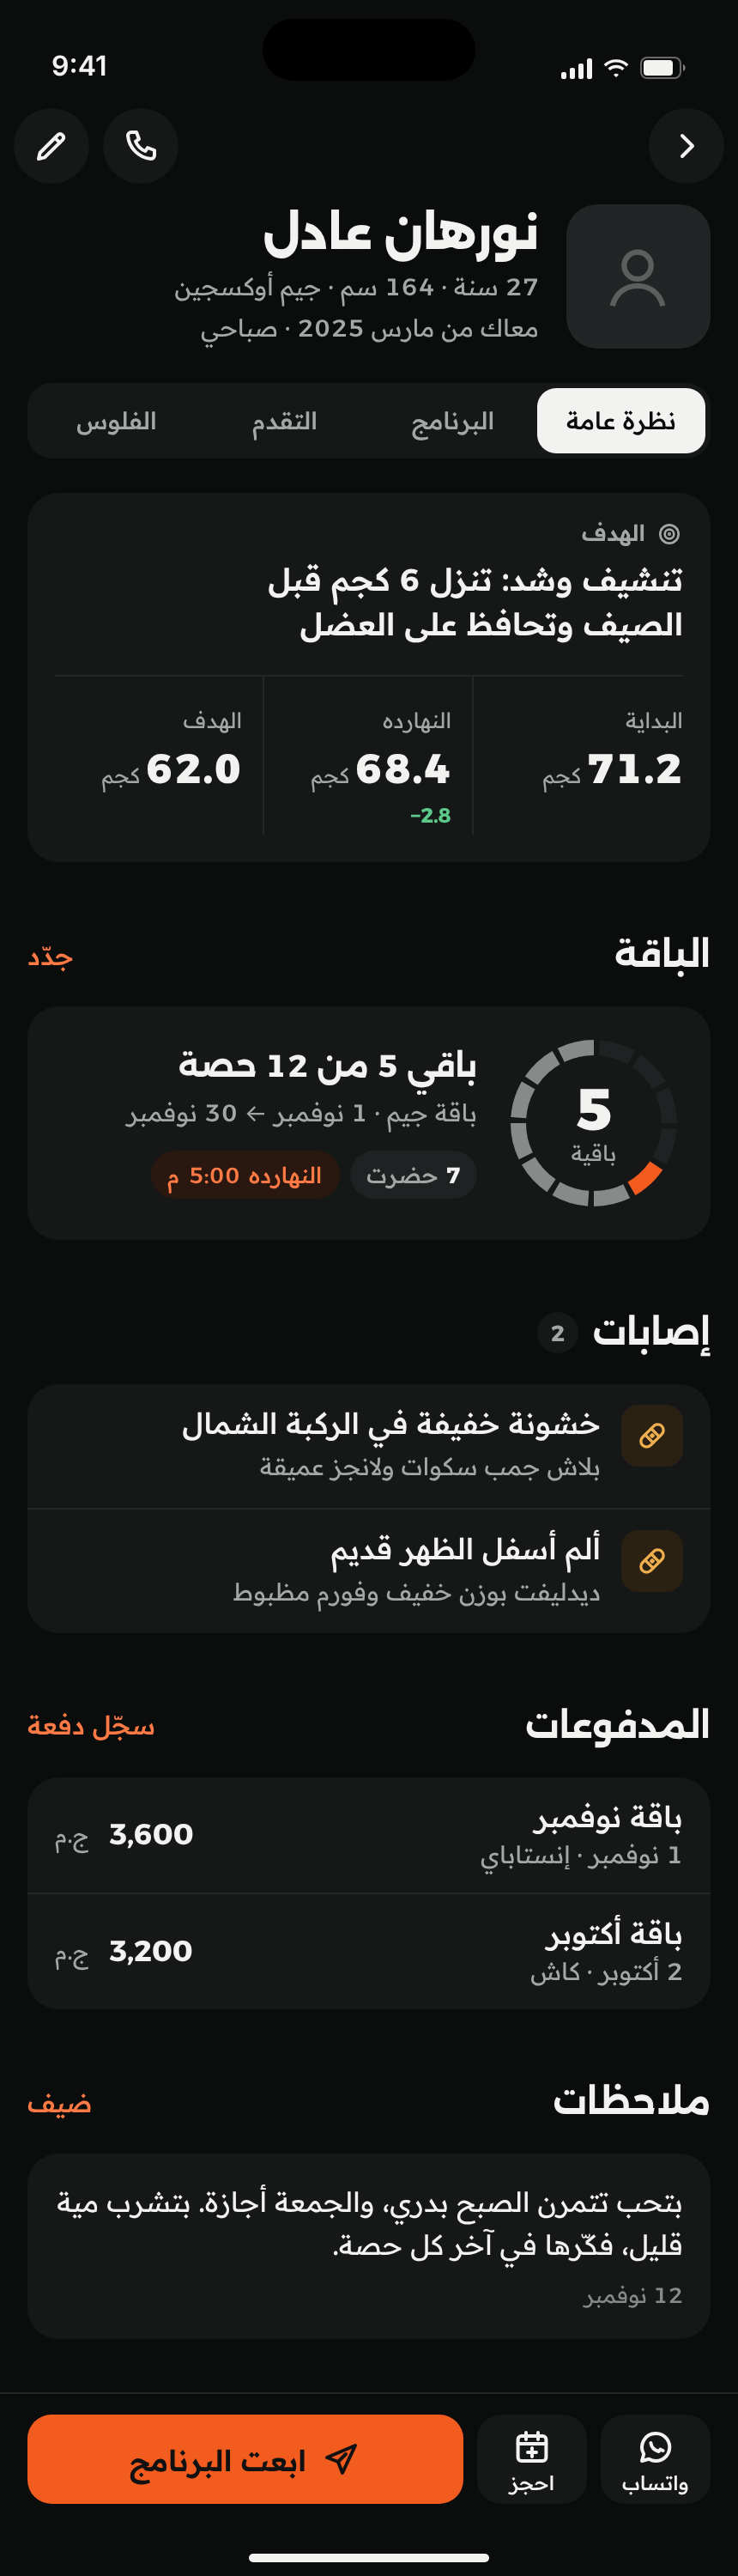 9:41
نورهان عادل
27 سنة · 164 سم · جيم أوكسجين
معاك من مارس 2025 · صباحي
نظرة عامة
البرنامج
التقدم
الفلوس
الهدف
تنشيف وشد: تنزل 6 كجم قبل
الصيف وتحافظ على العضل
البداية
71.2 كجم
النهارده
68.4 كجم
−2.8
الهدف
62.0 كجم
الباقة
جدّد
5
باقية
باقي 5 من 12 حصة
باقة جيم · 1 نوفمبر ← 30 نوفمبر
7 حضرت
النهارده 5:00 م
إصابات 2
خشونة خفيفة في الركبة الشمال
بلاش جمب سكوات ولانجز عميقة
ألم أسفل الظهر قديم
ديدليفت بوزن خفيف وفورم مظبوط
المدفوعات
سجّل دفعة
باقة نوفمبر
1 نوفمبر · إنستاباي
3,600 ج.م
باقة أكتوبر
2 أكتوبر · كاش
3,200 ج.م
ملاحظات
ضيف
بتحب تتمرن الصبح بدري، والجمعة أجازة. بتشرب مية
قليل، فكّرها في آخر كل حصة.
12 نوفمبر
واتساب
احجز
ابعت البرنامج